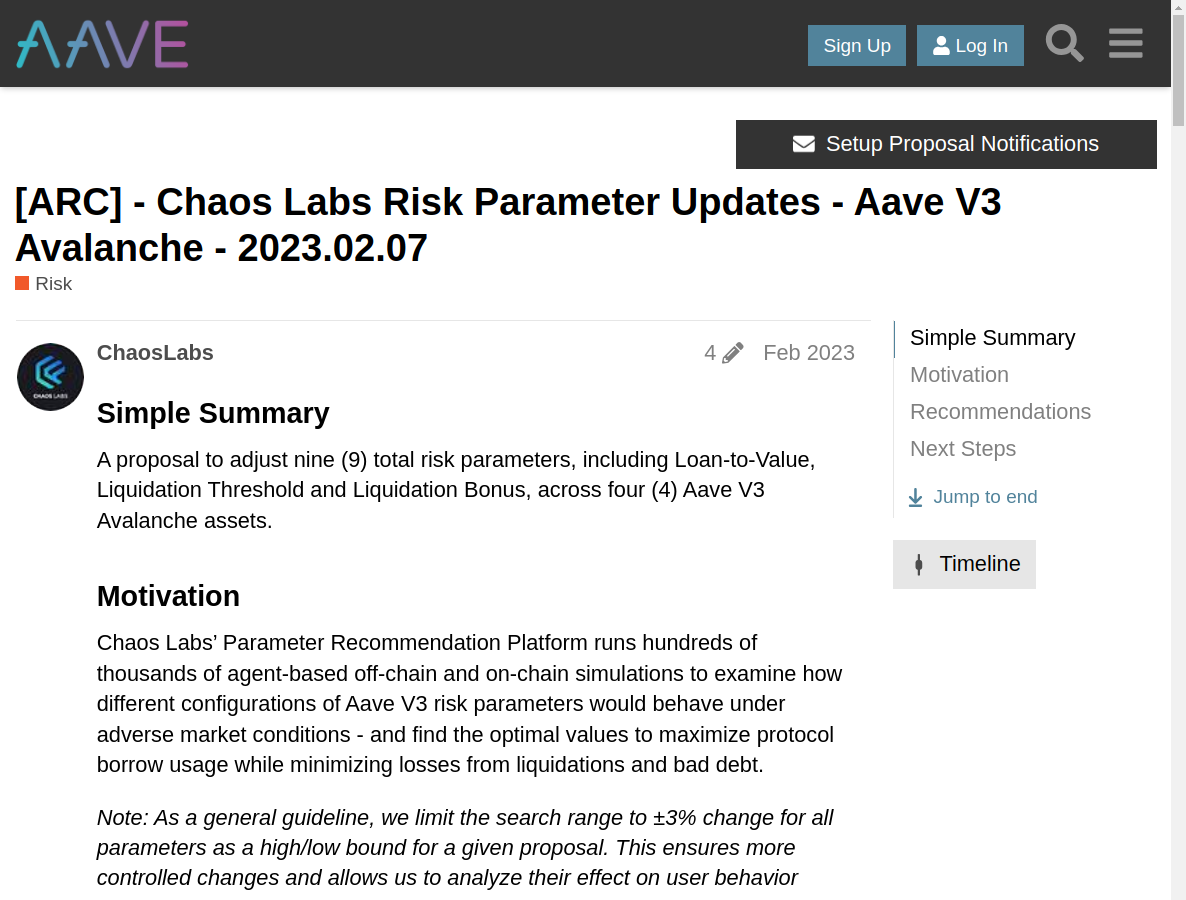 AAVE
Sign Up
Log In
Setup Proposal Notifications
[ARC] - Chaos Labs Risk Parameter Updates - Aave V3
Avalanche - 2023.02.07
Risk
ChaosLabs
4
Feb 2023
CHAOS LABS
Simple Summary
A proposal to adjust nine (9) total risk parameters, including Loan-to-Value,
Liquidation Threshold and Liquidation Bonus, across four (4) Aave V3
Avalanche assets.
Motivation
Chaos Labs’ Parameter Recommendation Platform runs hundreds of
thousands of agent-based off-chain and on-chain simulations to examine how
different configurations of Aave V3 risk parameters would behave under
adverse market conditions - and find the optimal values to maximize protocol
borrow usage while minimizing losses from liquidations and bad debt.
Note: As a general guideline, we limit the search range to ±3% change for all
parameters as a high/low bound for a given proposal. This ensures more
controlled changes and allows us to analyze their effect on user behavior
Simple Summary
Motivation
Recommendations
Next Steps
Jump to end
Timeline